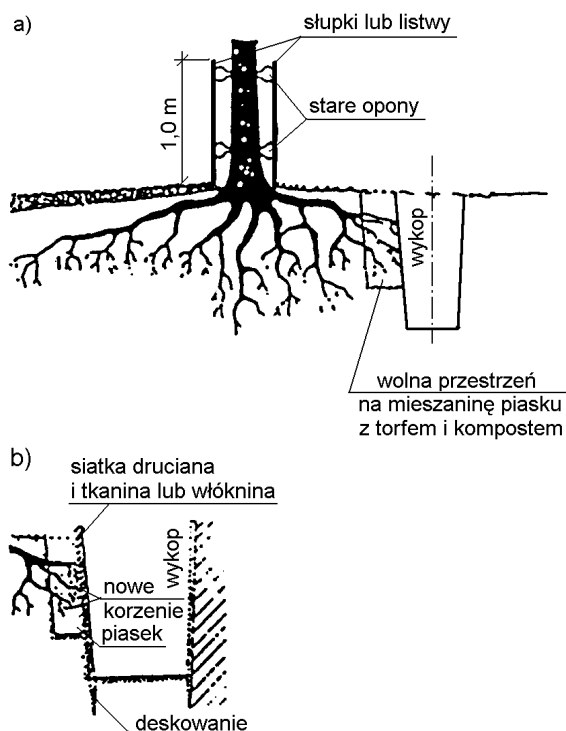 a)
słupki lub listwy
stare opony
1,0 m
wykop
wolna przestrzeń
na mieszaninę piasku
z torfem i kompostem
b)
siatka druciana
i tkanina lub włóknina
wykop
nowe
korzenie
piasek
deskowanie